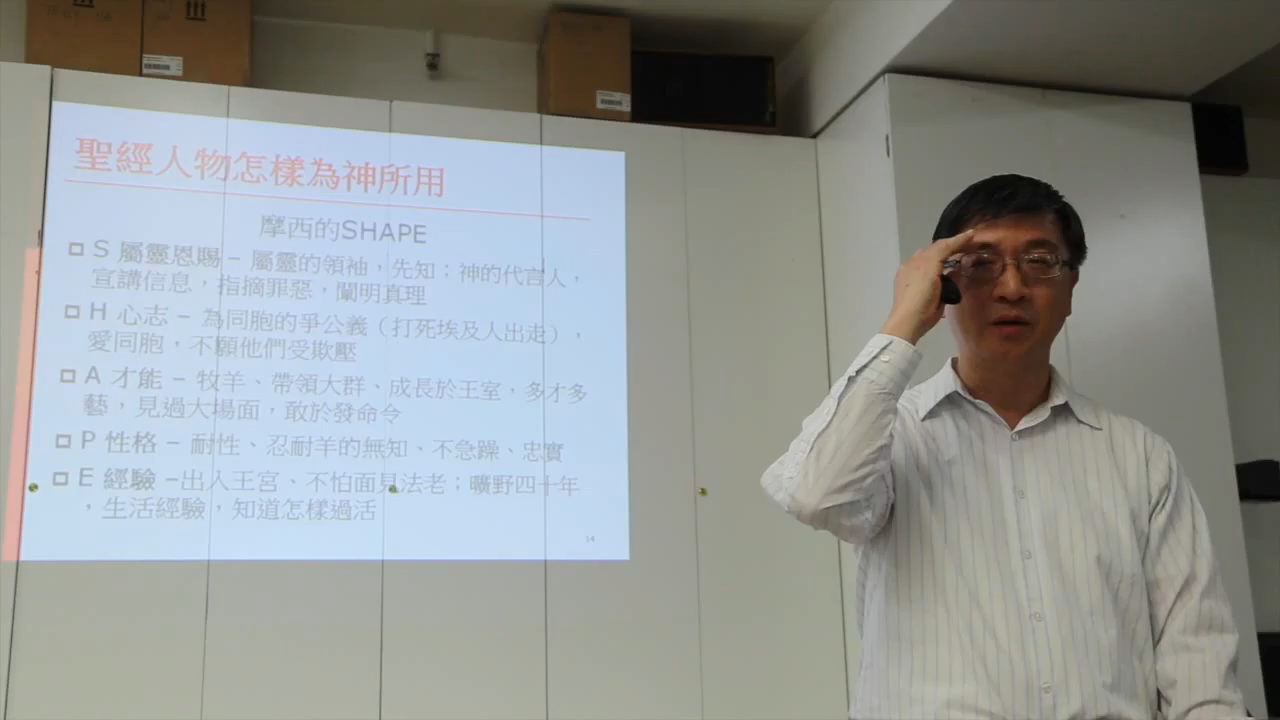 聖經人物怎樣為神所用
摩西的SHAPE
S 屬靈恩賜 – 屬靈的領袖，先知；神的代言人，
宣講信息，指摘罪惡，闡明真理
H 心志 – 為同胞的爭公義（打死埃及人出走），
愛同胞，不願他們受欺壓
A 才能 – 牧羊、帶領大群、成長於王室，多才多
藝，見過大場面，敢於發命令
P 性格 – 耐性、忍耐羊的無知、不急躁、忠實
E 經驗 –出入王宮、不怕面見法老；曠野四十年
，生活經驗，知道怎樣過活
14